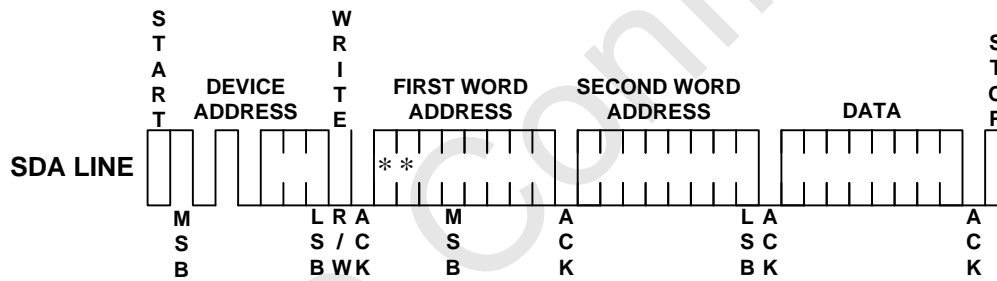 START
WRITE
STOP
DEVICE
ADDRESS
FIRST WORD
ADDRESS
SECOND WORD
ADDRESS
DATA
SDA LINE
* *
MSB
LSB
R/W
ACK
MSB
ACK
LSB
ACK
ACK